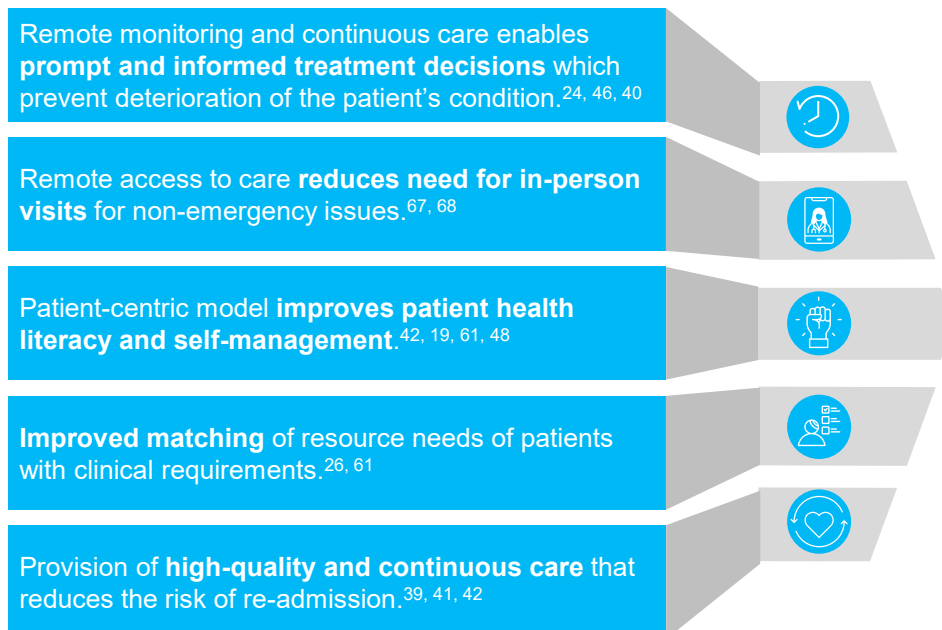 Remote monitoring and continuous care enables
prompt and informed treatment decisions which
prevent deterioration of the patient's condition.24, 46, 40
Remote access to care reduces need for in-person
visits for non-emergency issues.67, 68
Patient-centric model improves patient health
literacy and self-management.42, 19, 61, 48
Improved matching of resource needs of patients
with clinical requirements.26, 61
Provision of high-quality and continuous care that
reduces the risk of re-admission.39, 41, 42